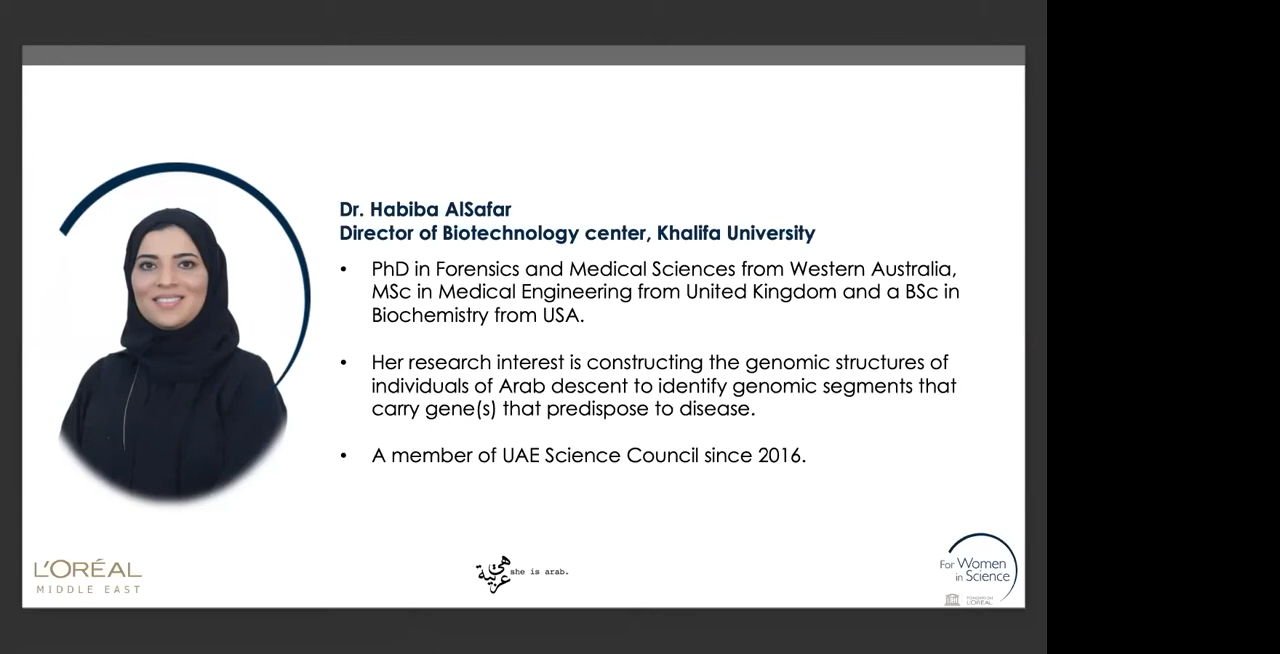 Dr. Habiba AlSafar
Director of Biotechnology center, Khalifa University
• PhD in Forensics and Medical Sciences from Western Australia,
MSc in Medical Engineering from United Kingdom and a BSc in
Biochemistry from USA.
• Her research interest is constructing the genomic structures of
individuals of Arab descent to identify genomic segments that
carry gene(s) that predispose to disease.
• A member of UAE Science Council since 2016.
L'ORÉAL
MIDDLE EAST
هي
عربية
she is arab.
For Women
in Science
L'ORÉAL